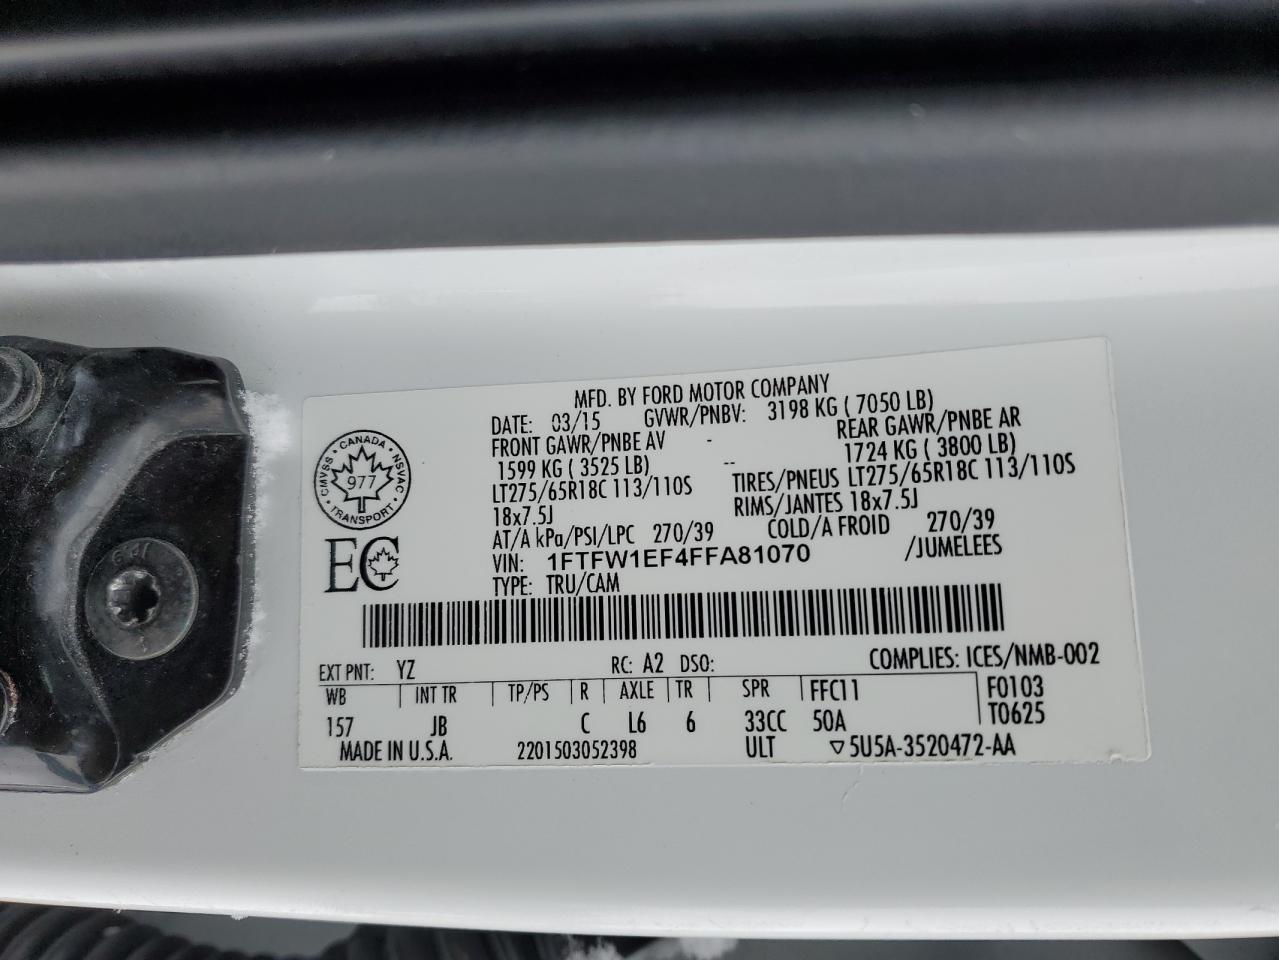 MFD. BY FORD MOTOR COMPANY
DATE: 03/15 GVWR/PNBV: 3198 KG ( 7050 LB)
FRONT GAWR/PNBE AV - REAR GAWR/PNBE AR
1599 KG ( 3525 LB) -- 1724 KG ( 3800 LB)
LT275/65R18C 113/110S TIRES/PNEUS LT275/65R18C 113/110S
18x7.5J RIMS/JANTES 18x7.5J
AT/A kPa/PSI/LPC 270/39 COLD/A FROID 270/39
VIN: 1FTFW1EF4FFA81070 /JUMELEES
TYPE: TRU/CAM
CMVSS • CANADA • NSVAC • TRANSPORT •
977
EC
EXT PNT: YZ RC: A2 DSO: COMPLIES: ICES/NMB-002
WB INT TR TP/PS R AXLE TR SPR FFC11 F0103
157 JB C L6 6 33CC 50A T0625
MADE IN U.S.A. 2201503052398 ULT ▽5U5A-3520472-AA